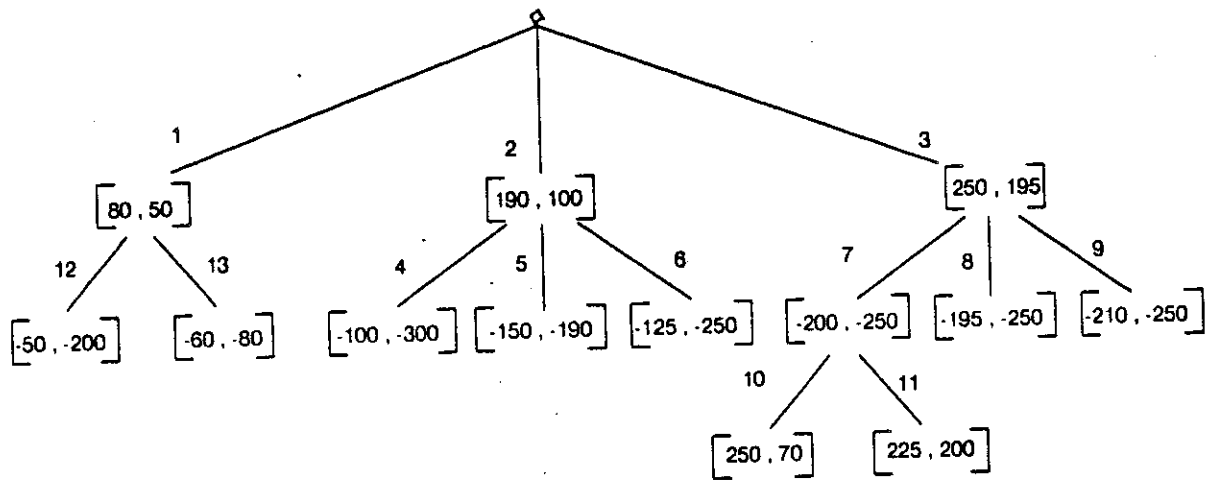 1
2
3
[80 , 50]
[190 , 100]
[250 , 195]
12
13
4
5
6
7
8
9
[-50 , -200]
[-60 , -80]
[-100 , -300]
[-150 , -190]
[-125 , -250]
[-200 , -250]
[-195 , -250]
[-210 , -250]
10
11
[250 , 70]
[225 , 200]